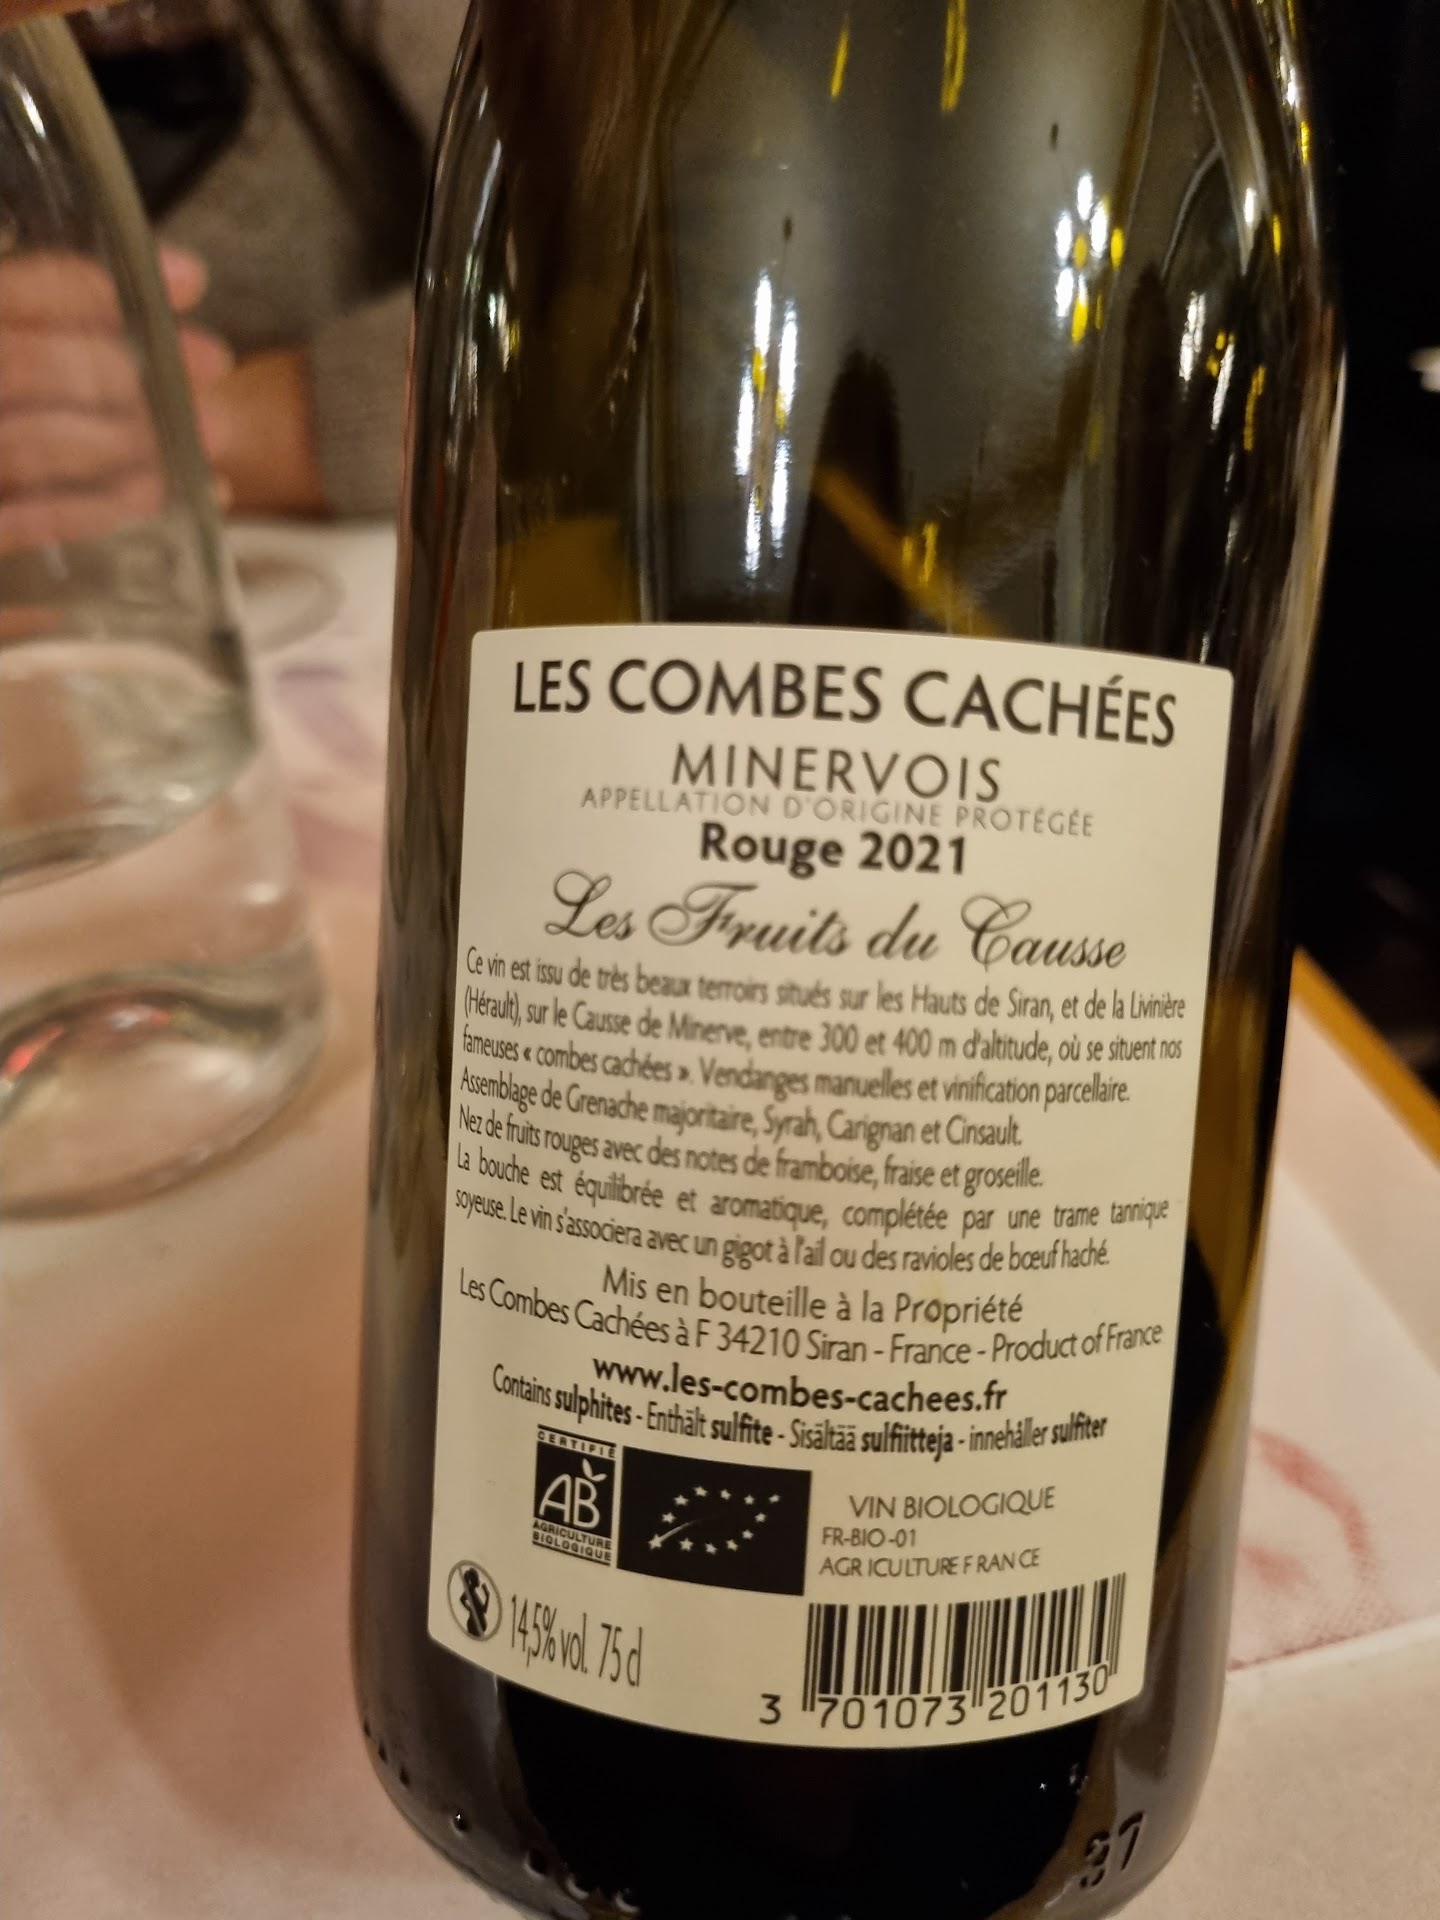 LES COMBES CACHÉES
MINERVOIS
APPELLATION D'ORIGINE PROTÉGÉE
Rouge 2021
Les Fruits du Causse
Ce vin est issu de très beaux terroirs situés sur les Hauts de Siran, et de la Livinière
(Hérault), sur le Causse de Minerve, entre 300 et 400 m d'altitude, où se situent nos
fameuses « combes cachées ». Vendanges manuelles et vinification parcellaire.
Assemblage de Grenache majoritaire, Syrah, Carignan et Cinsault.
Nez de fruits rouges avec des notes de framboise, fraise et groseille.
La bouche est équilibrée et aromatique, complétée par une trame tannique
soyeuse. Le vin s'associera avec un gigot à l'ail ou des ravioles de bœuf haché.
Mis en bouteille à la Propriété
Les Combes Cachées à F 34210 Siran - France - Product of France
www.les-combes-cachees.fr
Contains sulphites - Enthält sulfite - Sisältää sulfiitteja - innehåller sulfiter
CERTIFIÉ
AB
AGRICULTURE
BIOLOGIQUE
VIN BIOLOGIQUE
FR-BIO-01
AGRICULTURE FRANCE
14,5% vol. 75 cl
3 701073 201130
37